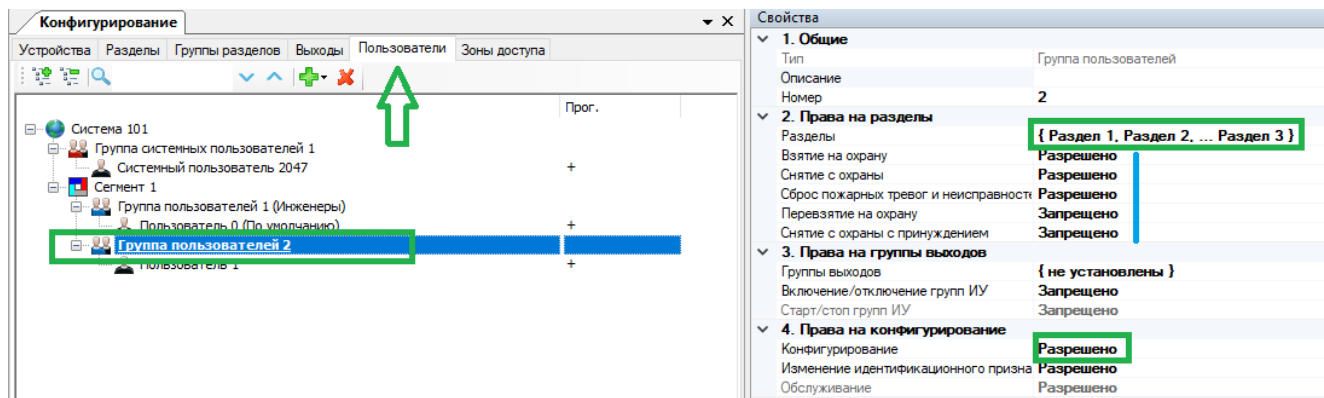 Конфигурирование
Устройства Разделы Группы разделов Выходы Пользователи Зоны доступа
Прог.
Система 101
Группа системных пользователей 1
Системный пользователь 2047 +
Сегмент 1
Группа пользователей 1 (Инженеры)
Пользователь 0 (По умолчанию) +
Группа пользователей 2
Пользователь 1 +
Свойства
1. Общие
Тип Группа пользователей
Описание
Номер 2
2. Права на разделы
Разделы { Раздел 1, Раздел 2, ... Раздел 3 }
Взятие на охрану Разрешено
Снятие с охраны Разрешено
Сброс пожарных тревог и неисправносте Разрешено
Перевзятие на охрану Запрещено
Снятие с охраны с принуждением Запрещено
3. Права на группы выходов
Группы выходов { не установлены }
Включение/отключение групп ИУ Запрещено
Старт/стоп групп ИУ Запрещено
4. Права на конфигурирование
Конфигурирование Разрешено
Изменение идентификационного призна Разрешено
Обслуживание Разрешено